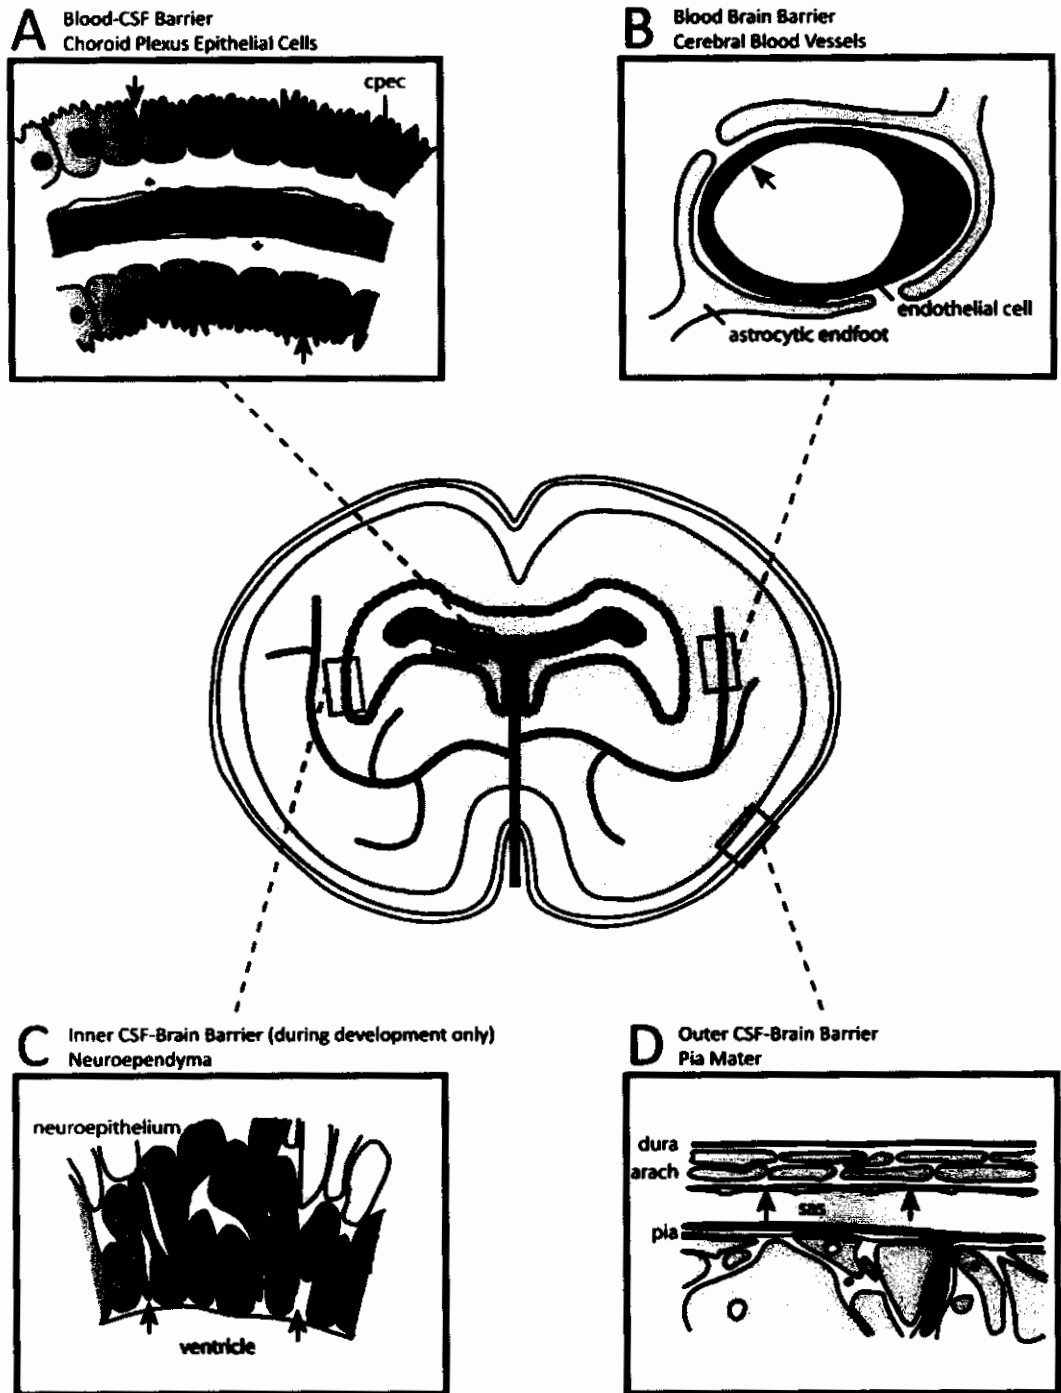 A
Blood-CSF Barrier
Choroid Plexus Epithelial Cells
cpec
B
Blood Brain Barrier
Cerebral Blood Vessels
endothelial cell
astrocytic endfoot
C
Inner CSF-Brain Barrier (during development only)
Neuroependyma
neuroepithelium
ventricle
D
Outer CSF-Brain Barrier
Pia Mater
dura
arach
sas
pia